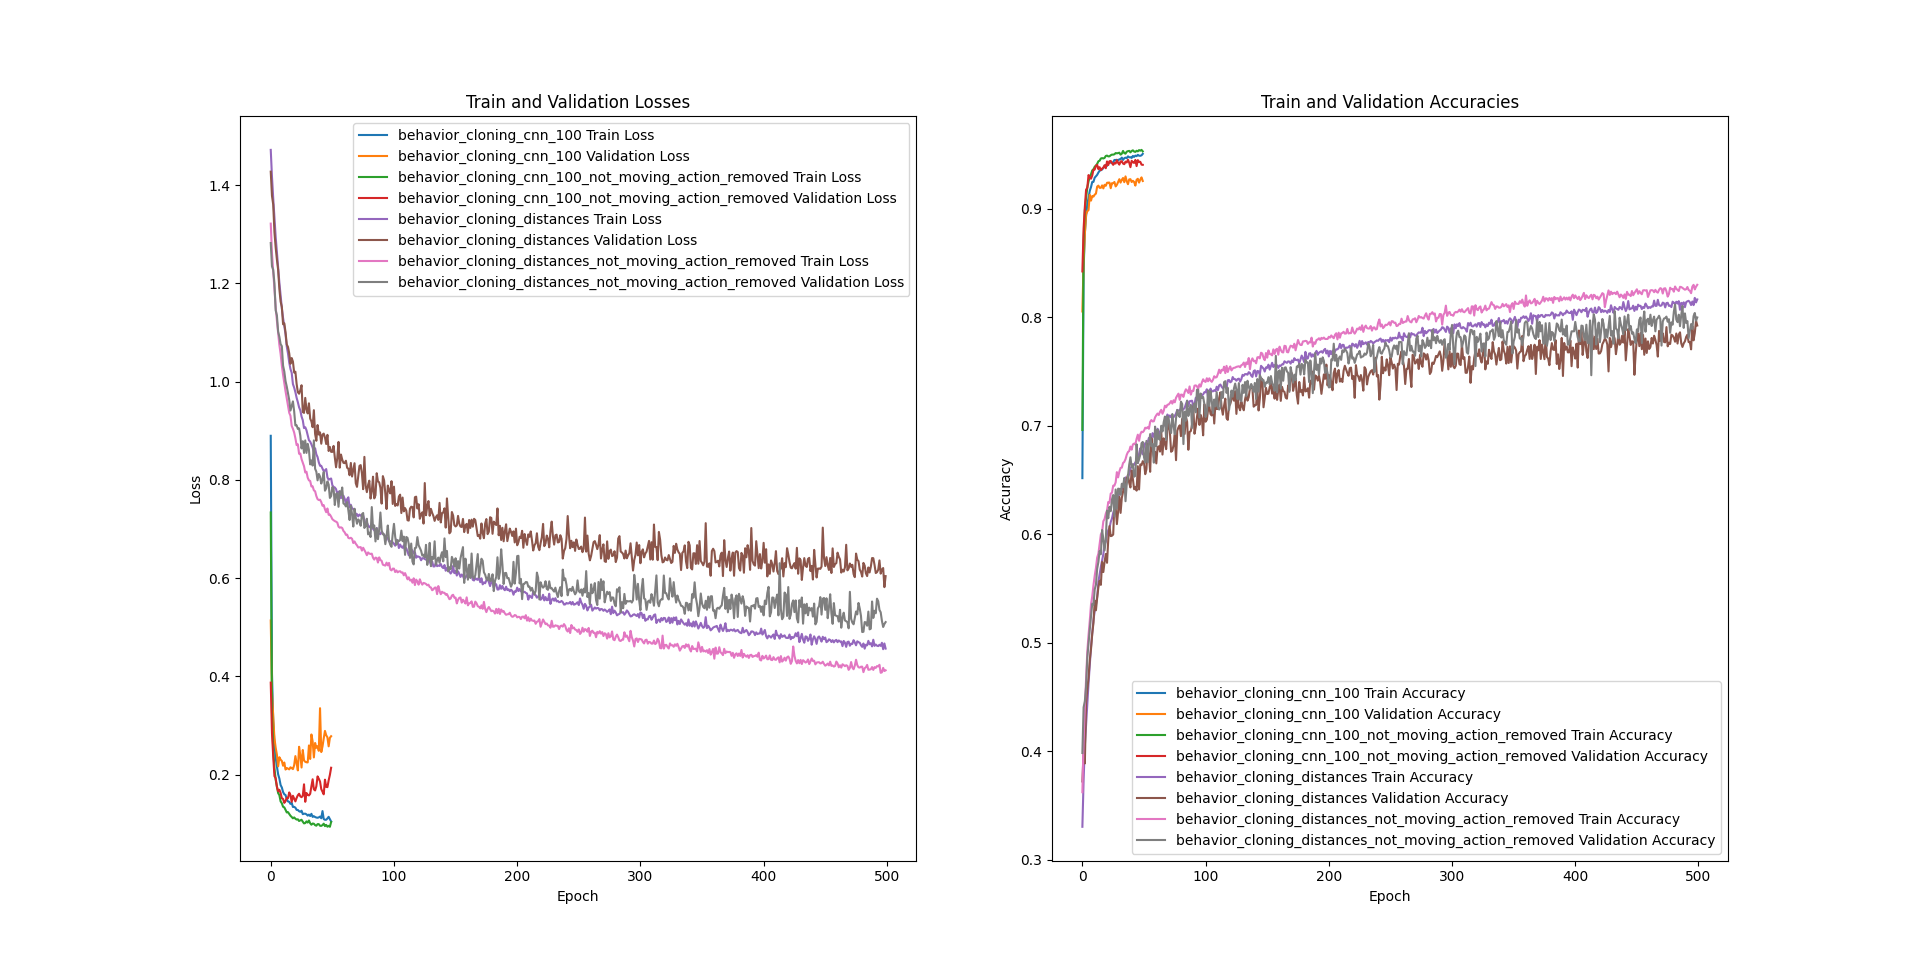 Train and Validation Losses
behavior_cloning_cnn_100 Train Loss
behavior_cloning_cnn_100 Validation Loss
behavior_cloning_cnn_100_not_moving_action_removed Train Loss
behavior_cloning_cnn_100_not_moving_action_removed Validation Loss
behavior_cloning_distances Train Loss
behavior_cloning_distances Validation Loss
behavior_cloning_distances_not_moving_action_removed Train Loss
behavior_cloning_distances_not_moving_action_removed Validation Loss
1.4
1.2
1.0
0.8
0.6
0.4
0.2
Loss
0 100 200 300 400 500
Epoch
Train and Validation Accuracies
0.9
0.8
0.7
0.6
0.5
0.4
0.3
Accuracy
behavior_cloning_cnn_100 Train Accuracy
behavior_cloning_cnn_100 Validation Accuracy
behavior_cloning_cnn_100_not_moving_action_removed Train Accuracy
behavior_cloning_cnn_100_not_moving_action_removed Validation Accuracy
behavior_cloning_distances Train Accuracy
behavior_cloning_distances Validation Accuracy
behavior_cloning_distances_not_moving_action_removed Train Accuracy
behavior_cloning_distances_not_moving_action_removed Validation Accuracy
0 100 200 300 400 500
Epoch